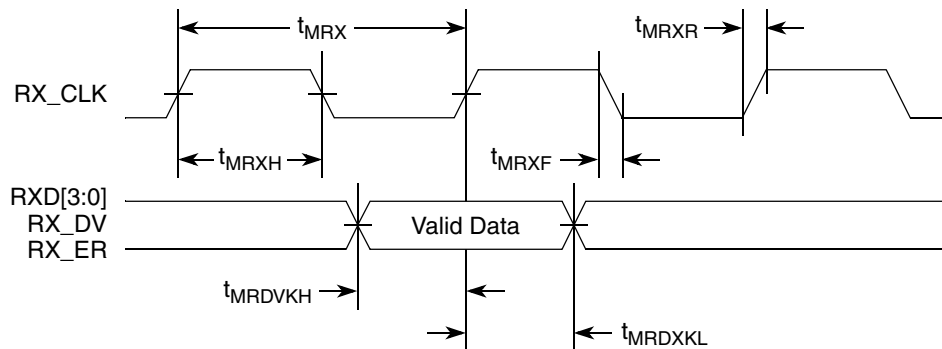 tMRX
tMRXR
RX_CLK
tMRXH
tMRXF
RXD[3:0]
RX_DV
Valid Data
RX_ER
tMRDVKH
tMRDXKL